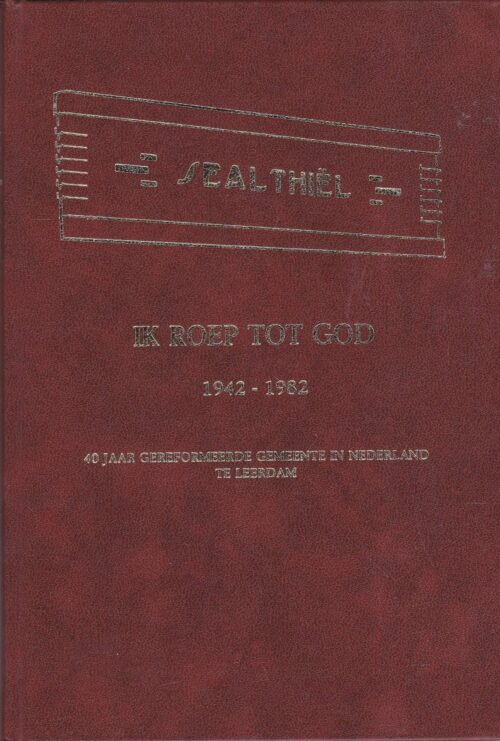 SEALTHIËL
IK ROEP TOT GOD
1942 - 1982
40 JAAR GEREFORMEERDE GEMEENTE IN NEDERLAND
TE LEERDAM